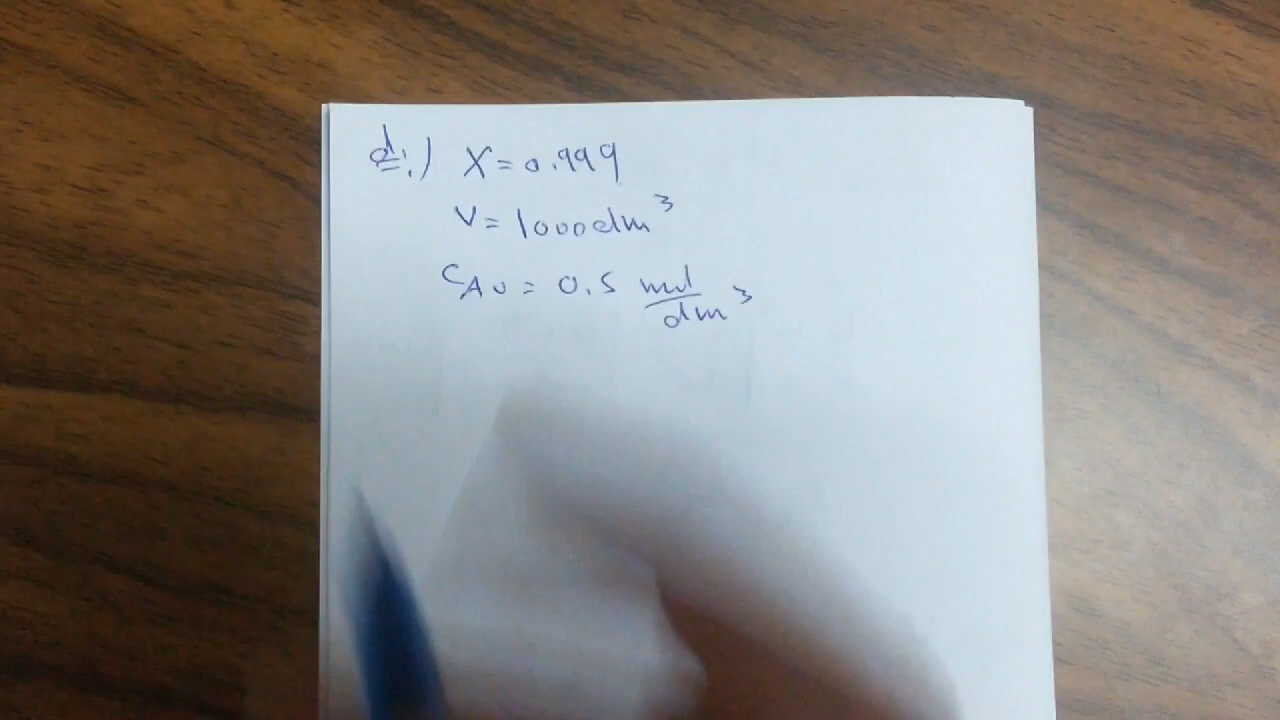 d.) X = 0.999
V = 1000 dm³
CA0 = 0.5 mol/dm³